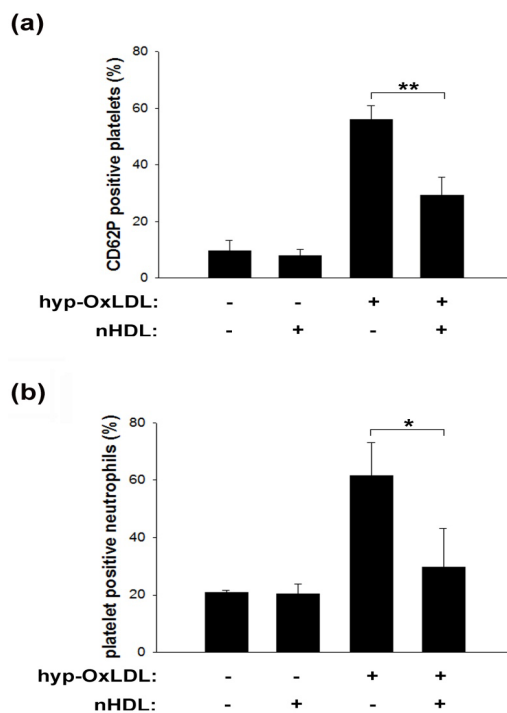 (a)
CD62P positive platelets (%)
80
60
40
20
0
**
hyp-OxLDL: - - + +
nHDL: - + - +
(b)
platelet positive neutrophils (%)
80
60
40
20
0
*
hyp-OxLDL: - - + +
nHDL: - + - +